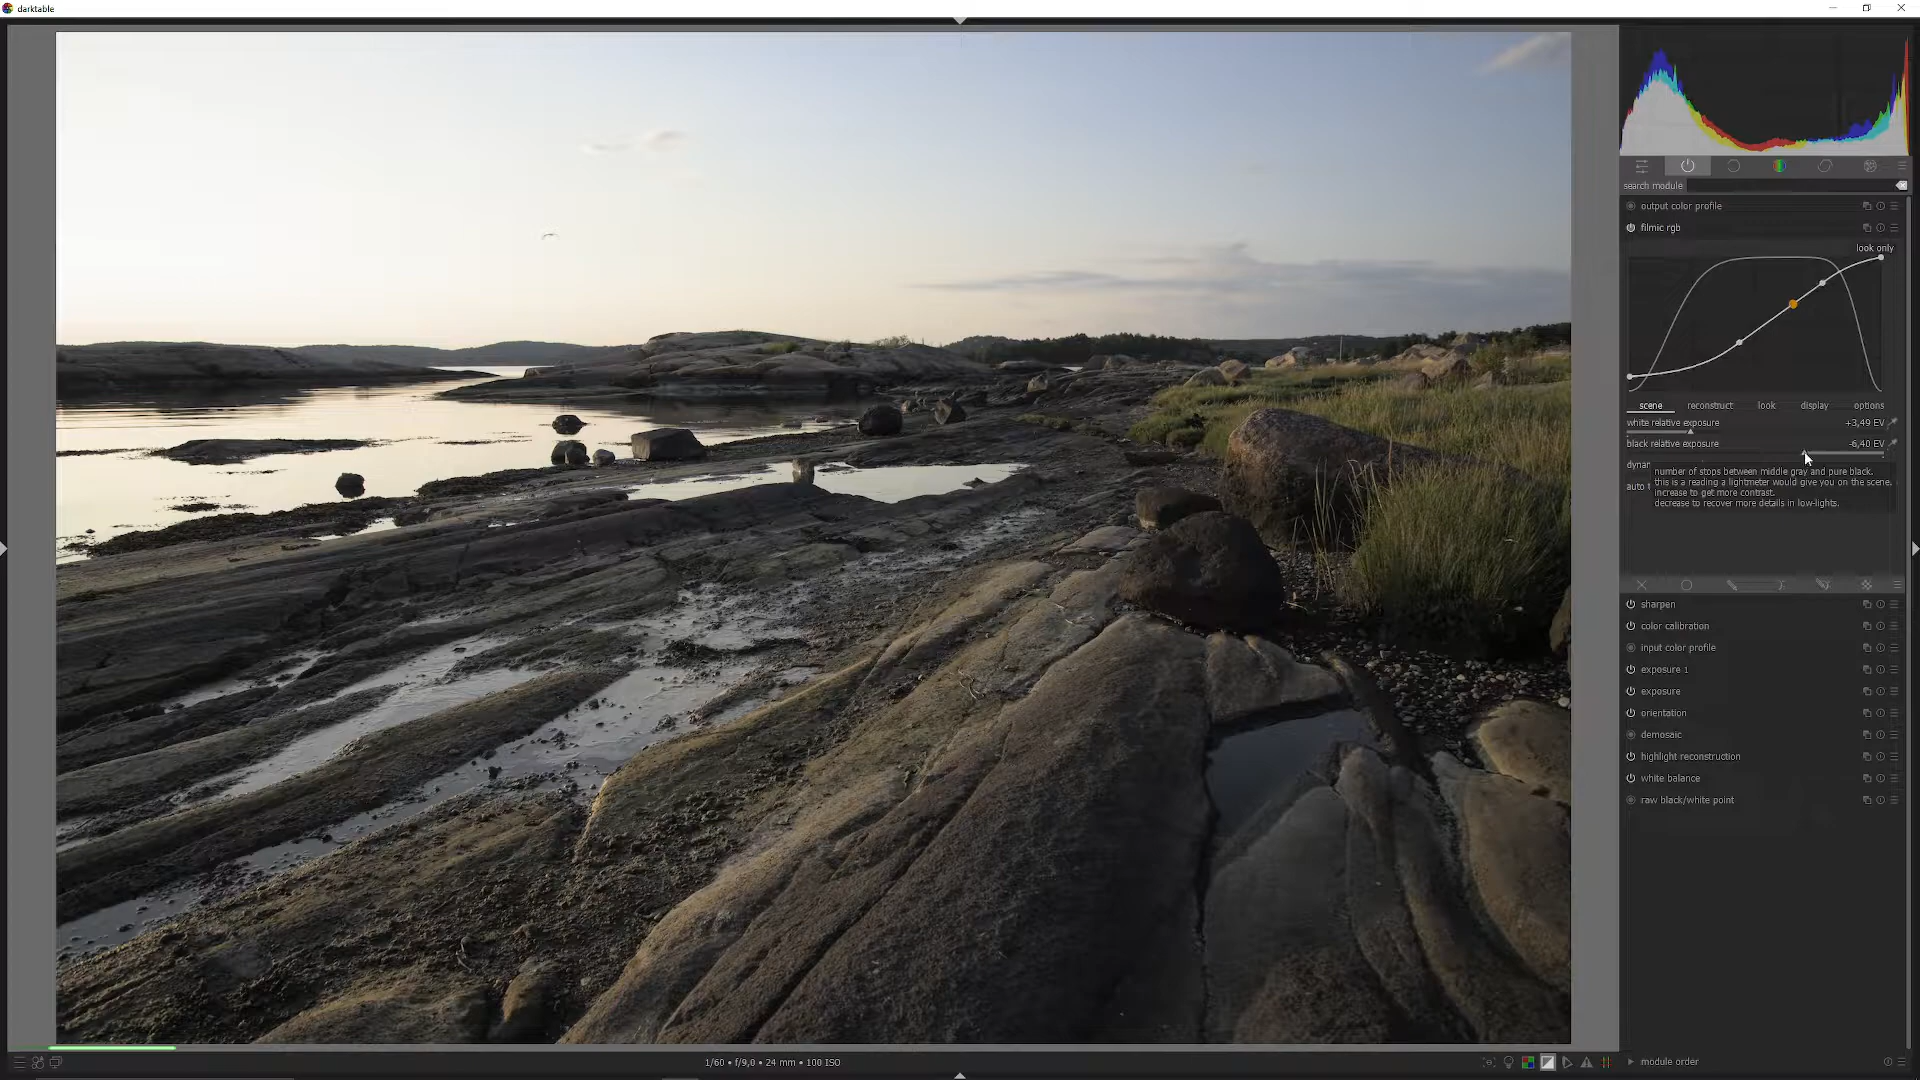 darktable
search module
output color profile
filmic rgb
look only
scene reconstruct look display options
white relative exposure +3,49 EV
black relative exposure -6,40 EV
dynar
number of stops between middle gray and pure black.
this is a reading a lightmeter would give you on the scene.
auto t
increase to get more contrast.
decrease to recover more details in low-lights.
sharpen
color calibration
input color profile
exposure 1
exposure
orientation
demosaic
highlight reconstruction
white balance
raw black/white point
1/60 • f/9,0 • 24 mm • 100 ISO
module order